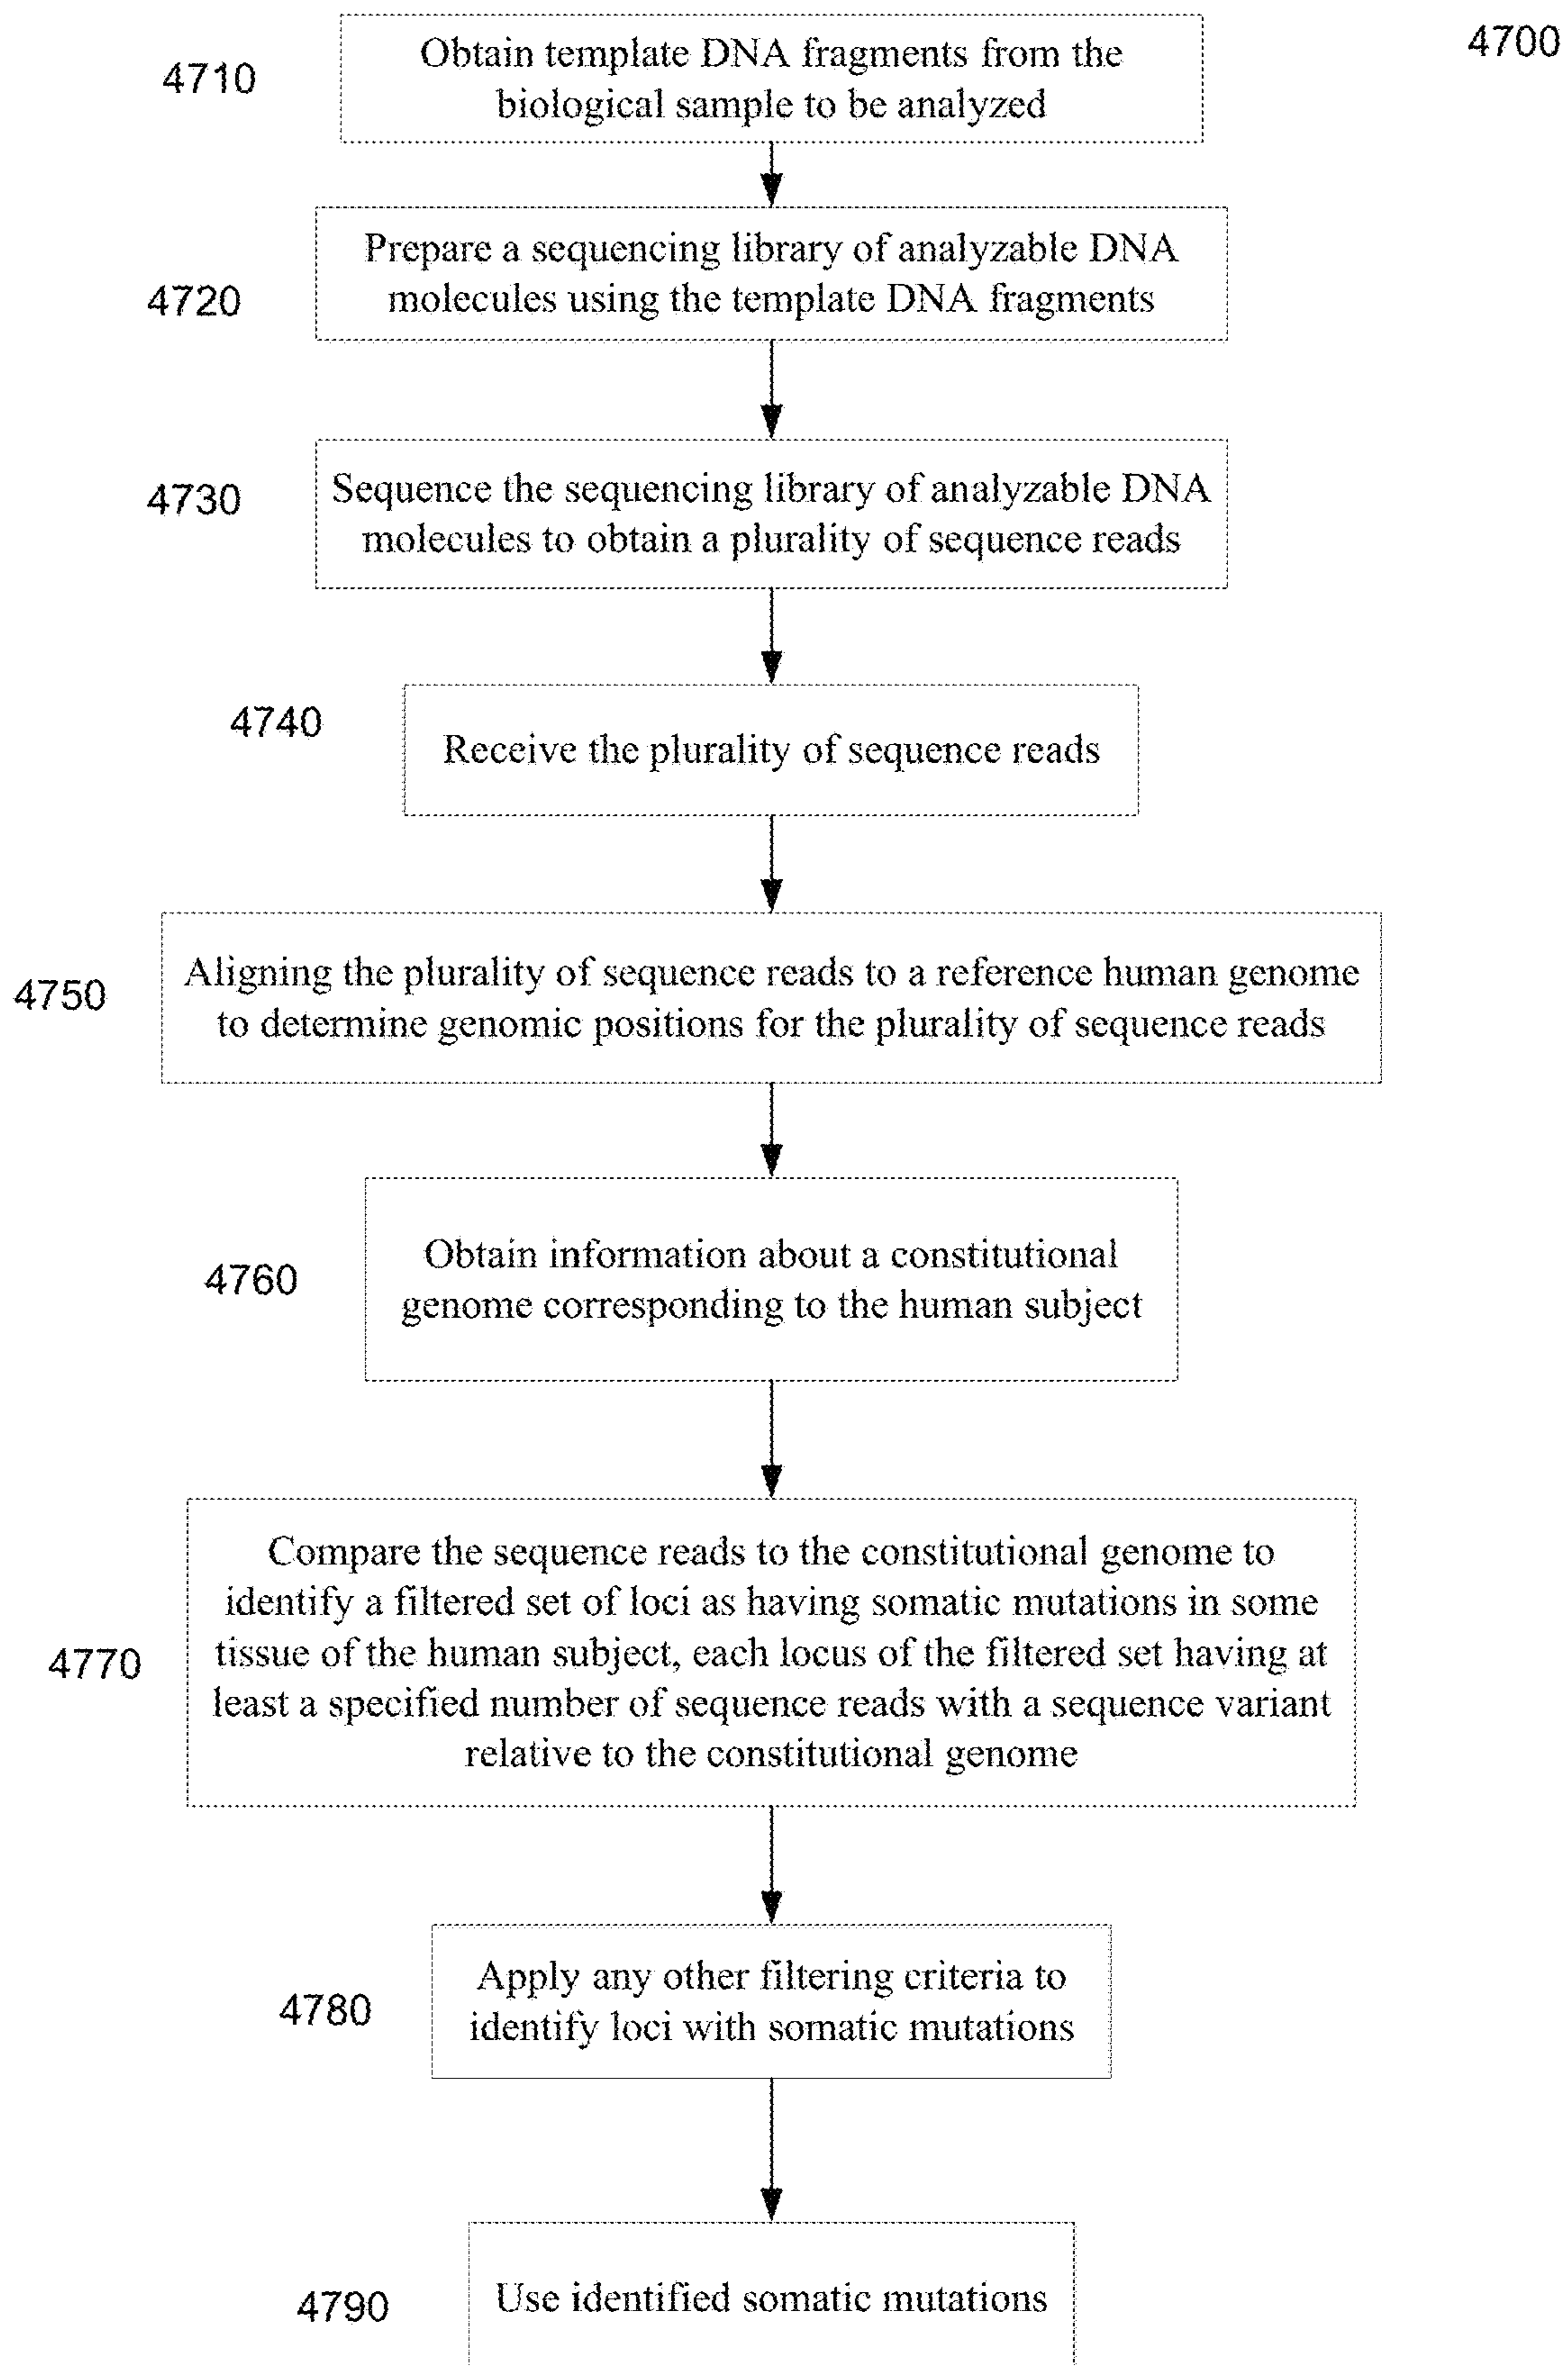 4700
4710
Obtain template DNA fragments from the
biological sample to be analyzed
4720
Prepare a sequencing library of analyzable DNA
molecules using the template DNA fragments
4730
Sequence the sequencing library of analyzable DNA
molecules to obtain a plurality of sequence reads
4740
Receive the plurality of sequence reads
4750
Aligning the plurality of sequence reads to a reference human genome
to determine genomic positions for the plurality of sequence reads
4760
Obtain information about a constitutional
genome corresponding to the human subject
4770
Compare the sequence reads to the constitutional genome to
identify a filtered set of loci as having somatic mutations in some
tissue of the human subject, each locus of the filtered set having at
least a specified number of sequence reads with a sequence variant
relative to the constitutional genome
4780
Apply any other filtering criteria to
identify loci with somatic mutations
4790
Use identified somatic mutations